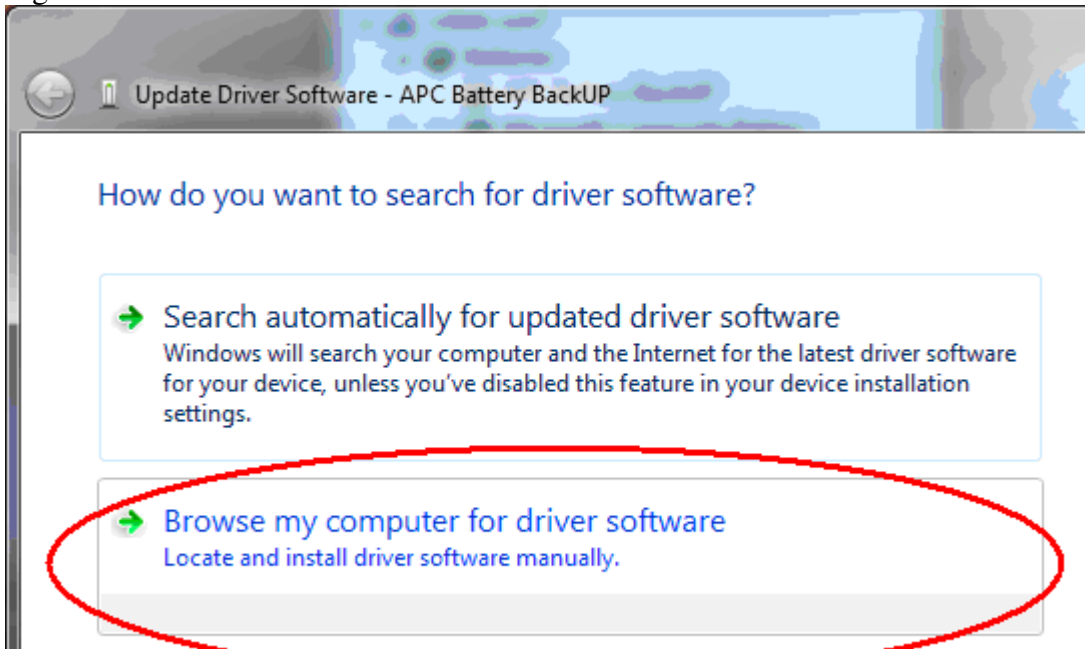 Update Driver Software - APC Battery BackUP
How do you want to search for driver software?
Search automatically for updated driver software
Windows will search your computer and the Internet for the latest driver software
for your device, unless you've disabled this feature in your device installation
settings.
Browse my computer for driver software
Locate and install driver software manually.